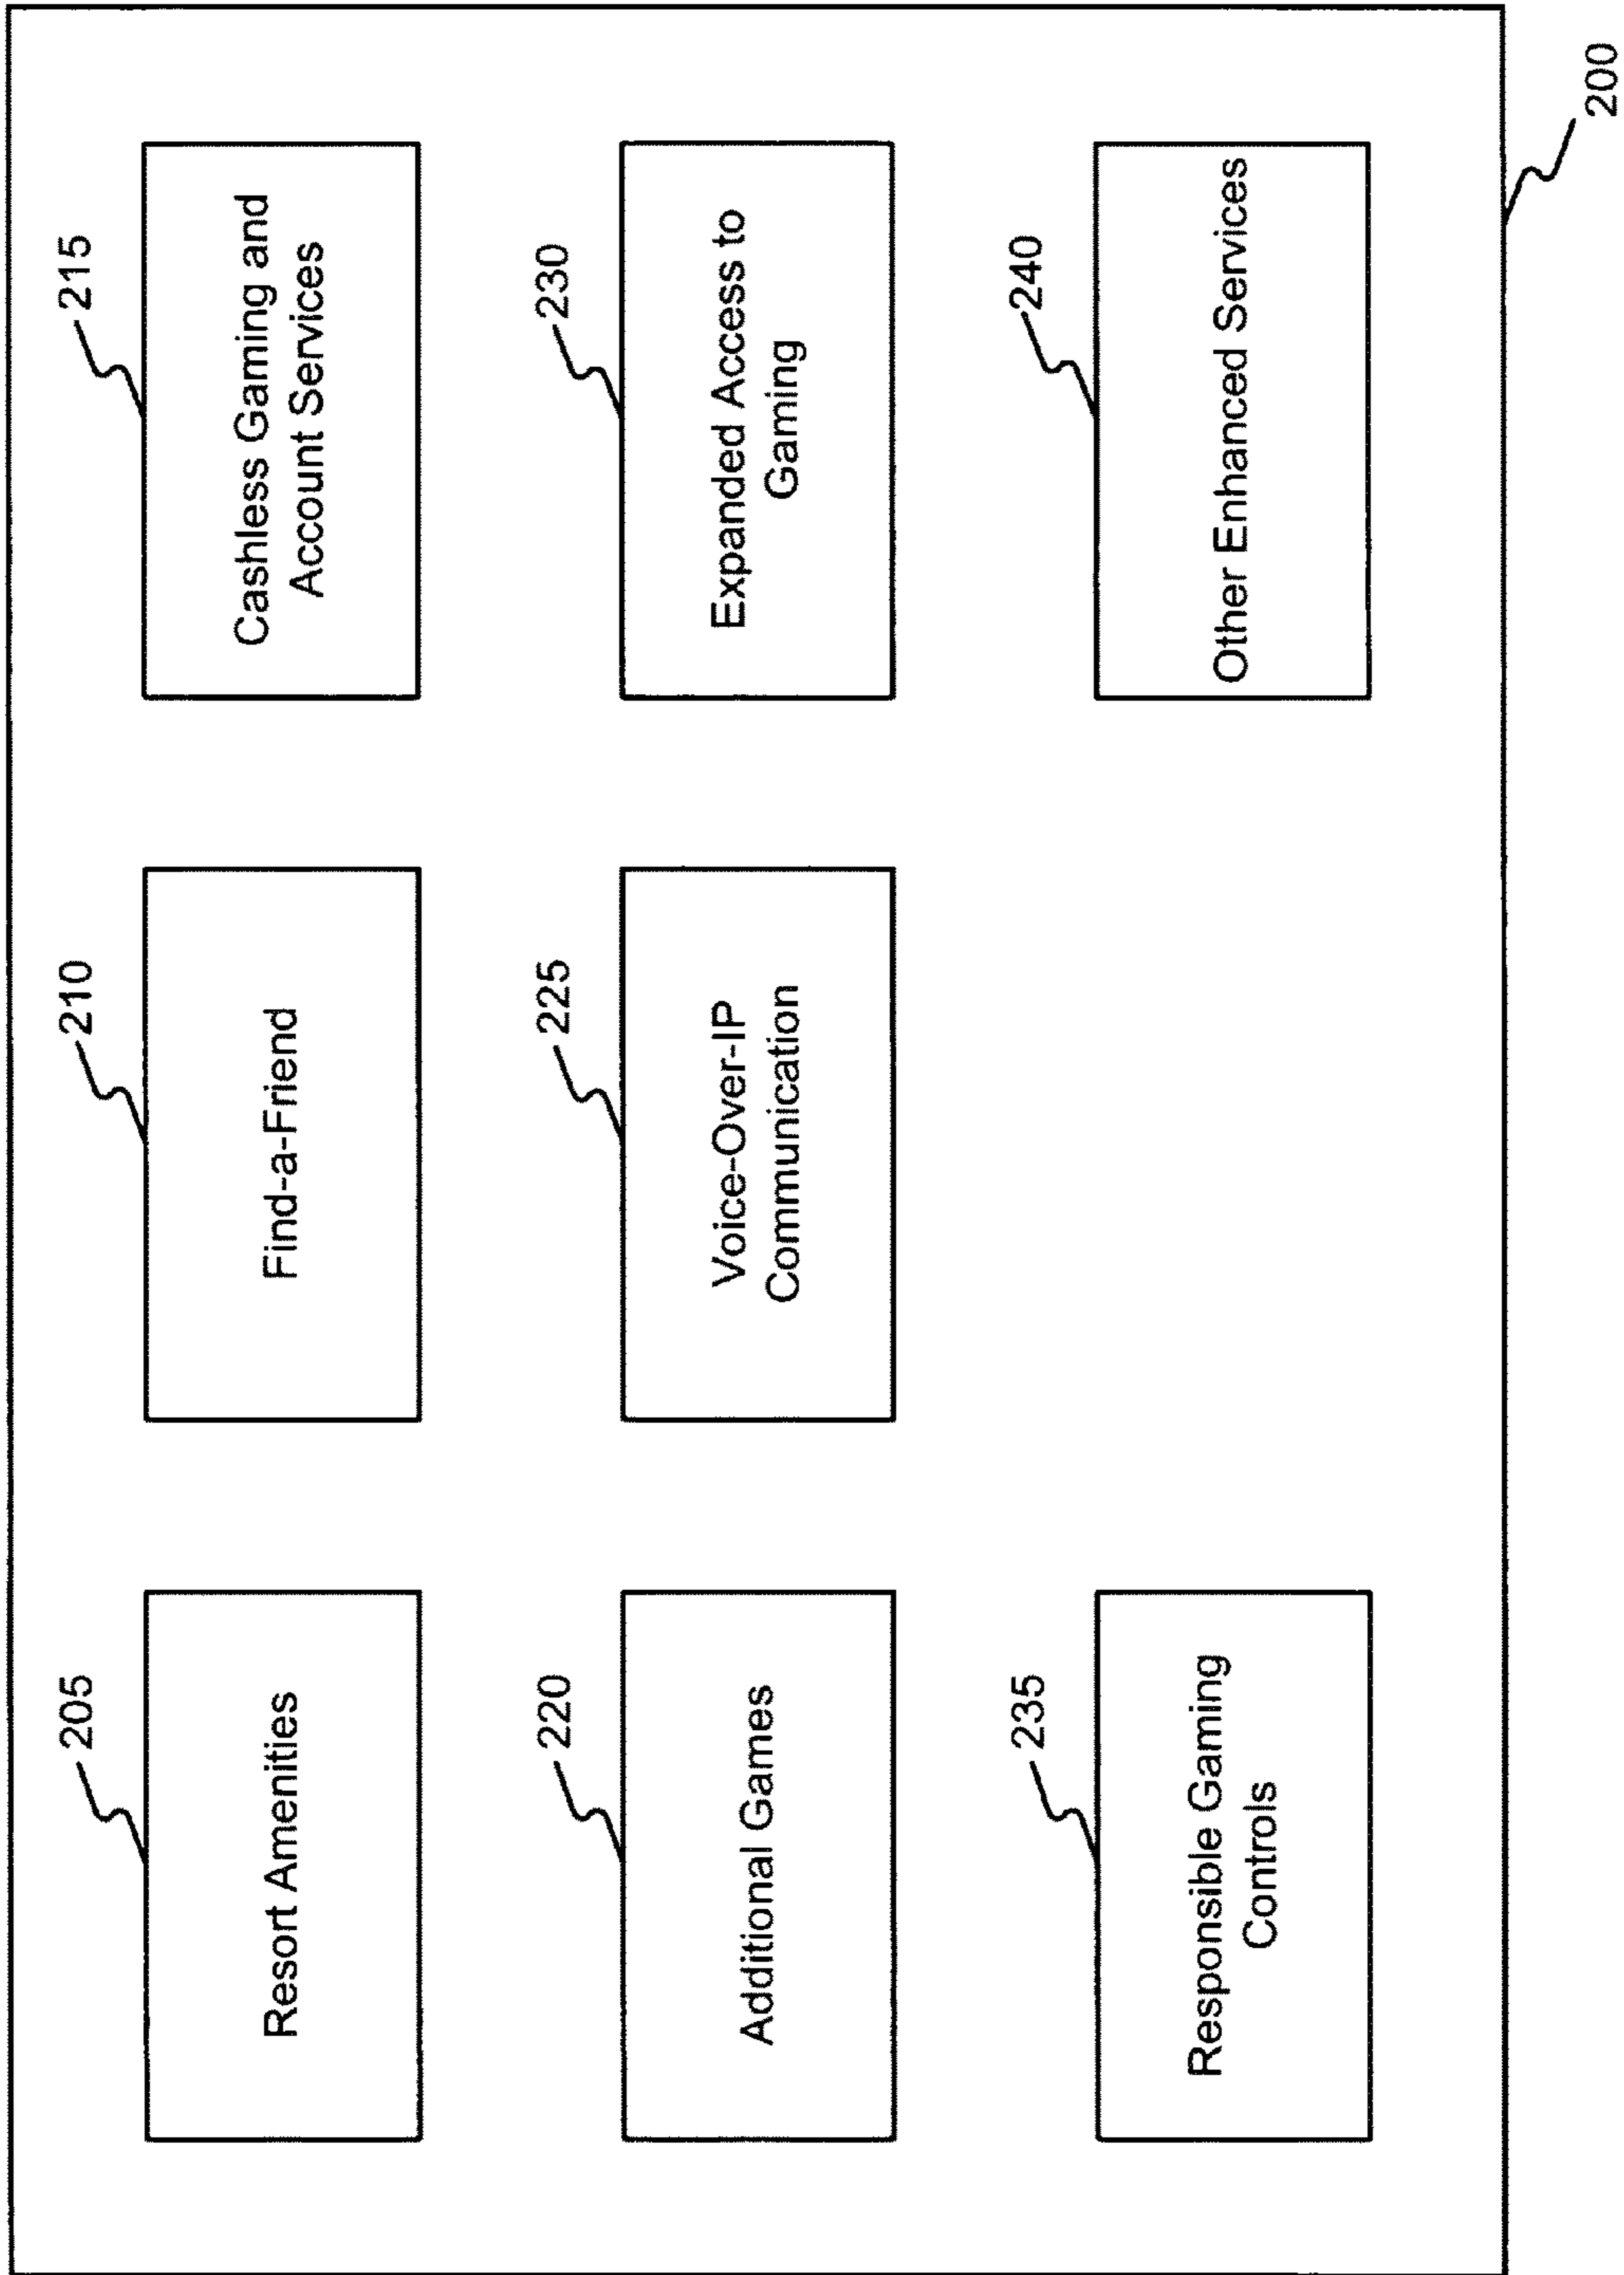 205
Resort Amenities
210
Find-a-Friend
215
Cashless Gaming and
Account Services
220
Additional Games
225
Voice-Over-IP
Communication
230
Expanded Access to
Gaming
235
Responsible Gaming
Controls
240
Other Enhanced Services
200